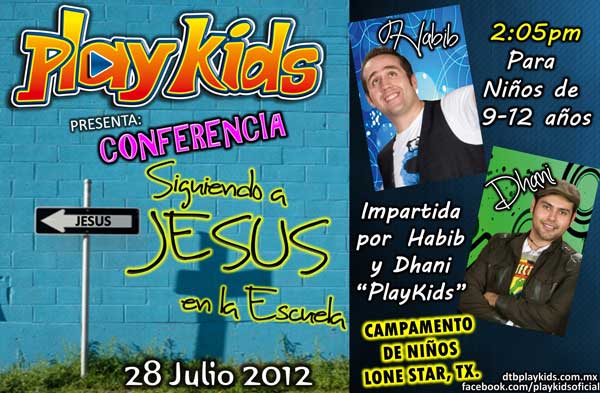 Play Kids
PRESENTA:
CONFERENCIA
Siguiendo a
JESUS
en la Escuela
JESUS
28 Julio 2012
Habib
2:05pm
Para
Niños de
9-12 años
Dhani
Impartida
por Habib
y Dhani
"PlayKids"
CAMPAMENTO
DE NIÑOS
LONE STAR, TX.
dtbplaykids.com.mx
facebook.com/playkidsoficial